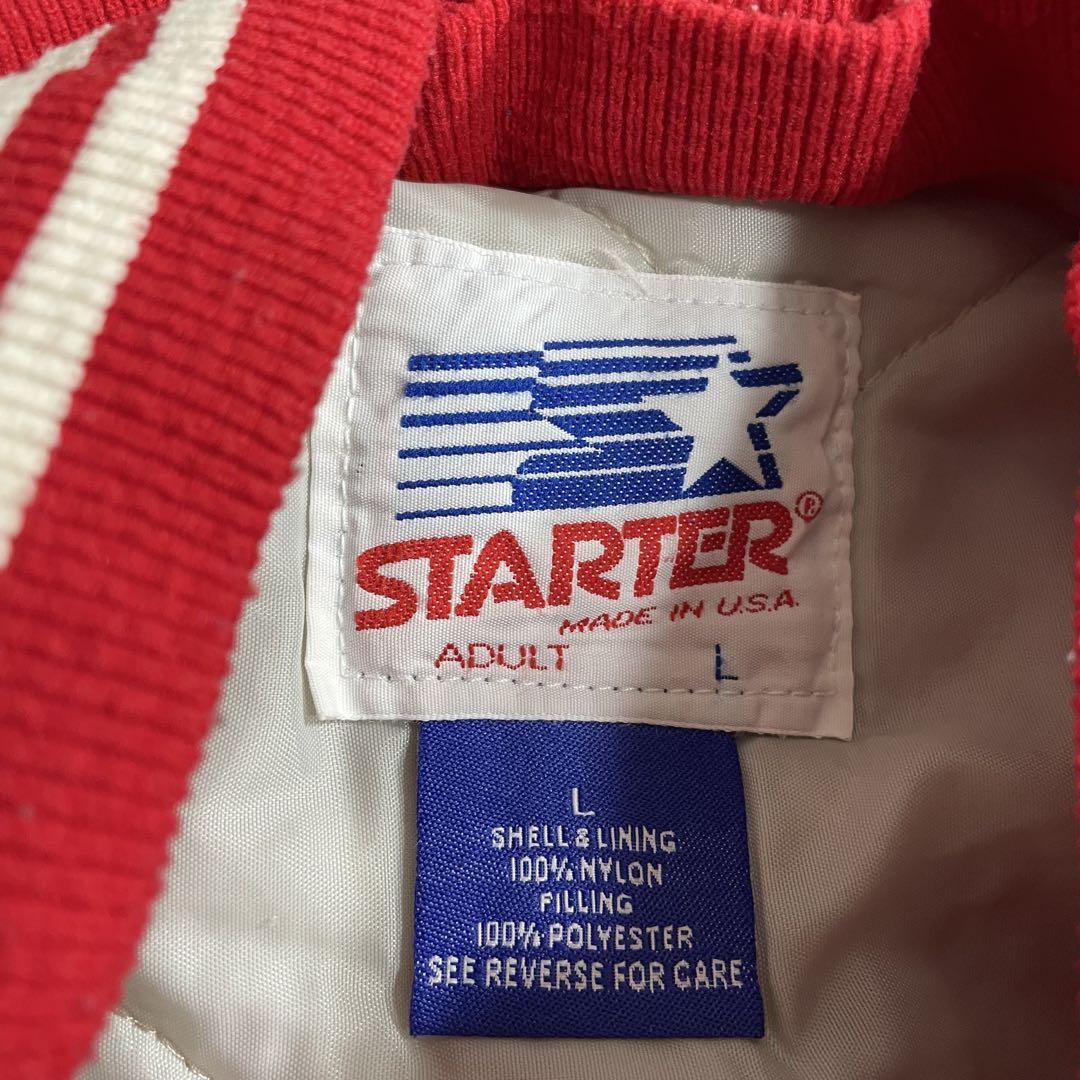 STARTER®
MADE IN U.S.A.
ADULT L
L
SHELL & LINING
100% NYLON
FILLING
100% POLYESTER
SEE REVERSE FOR CARE